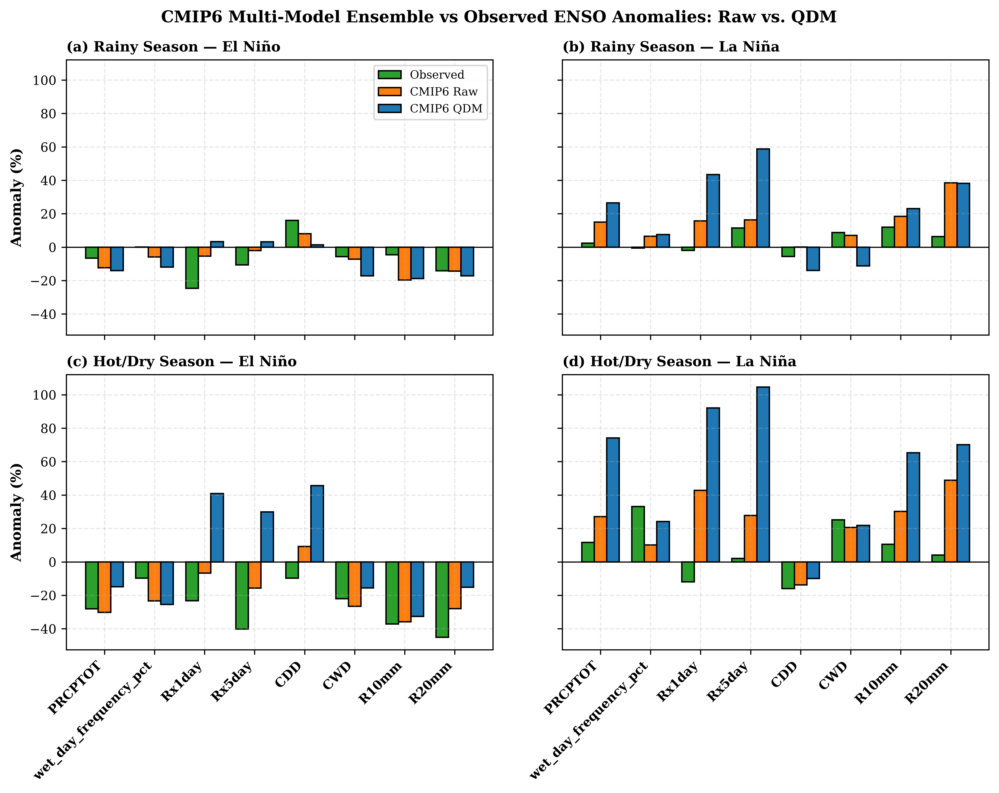 CMIP6 Multi-Model Ensemble vs Observed ENSO Anomalies: Raw vs. QDM
(a) Rainy Season — El Niño
Observed
CMIP6 Raw
CMIP6 QDM
Anomaly (%)
100
80
60
40
20
0
−20
−40
(b) Rainy Season — La Niña
(c) Hot/Dry Season — El Niño
Anomaly (%)
100
80
60
40
20
0
−20
−40
PRCPTOT
wet_day_frequency_pct
Rx1day
Rx5day
CDD
CWD
R10mm
R20mm
(d) Hot/Dry Season — La Niña
PRCPTOT
wet_day_frequency_pct
Rx1day
Rx5day
CDD
CWD
R10mm
R20mm